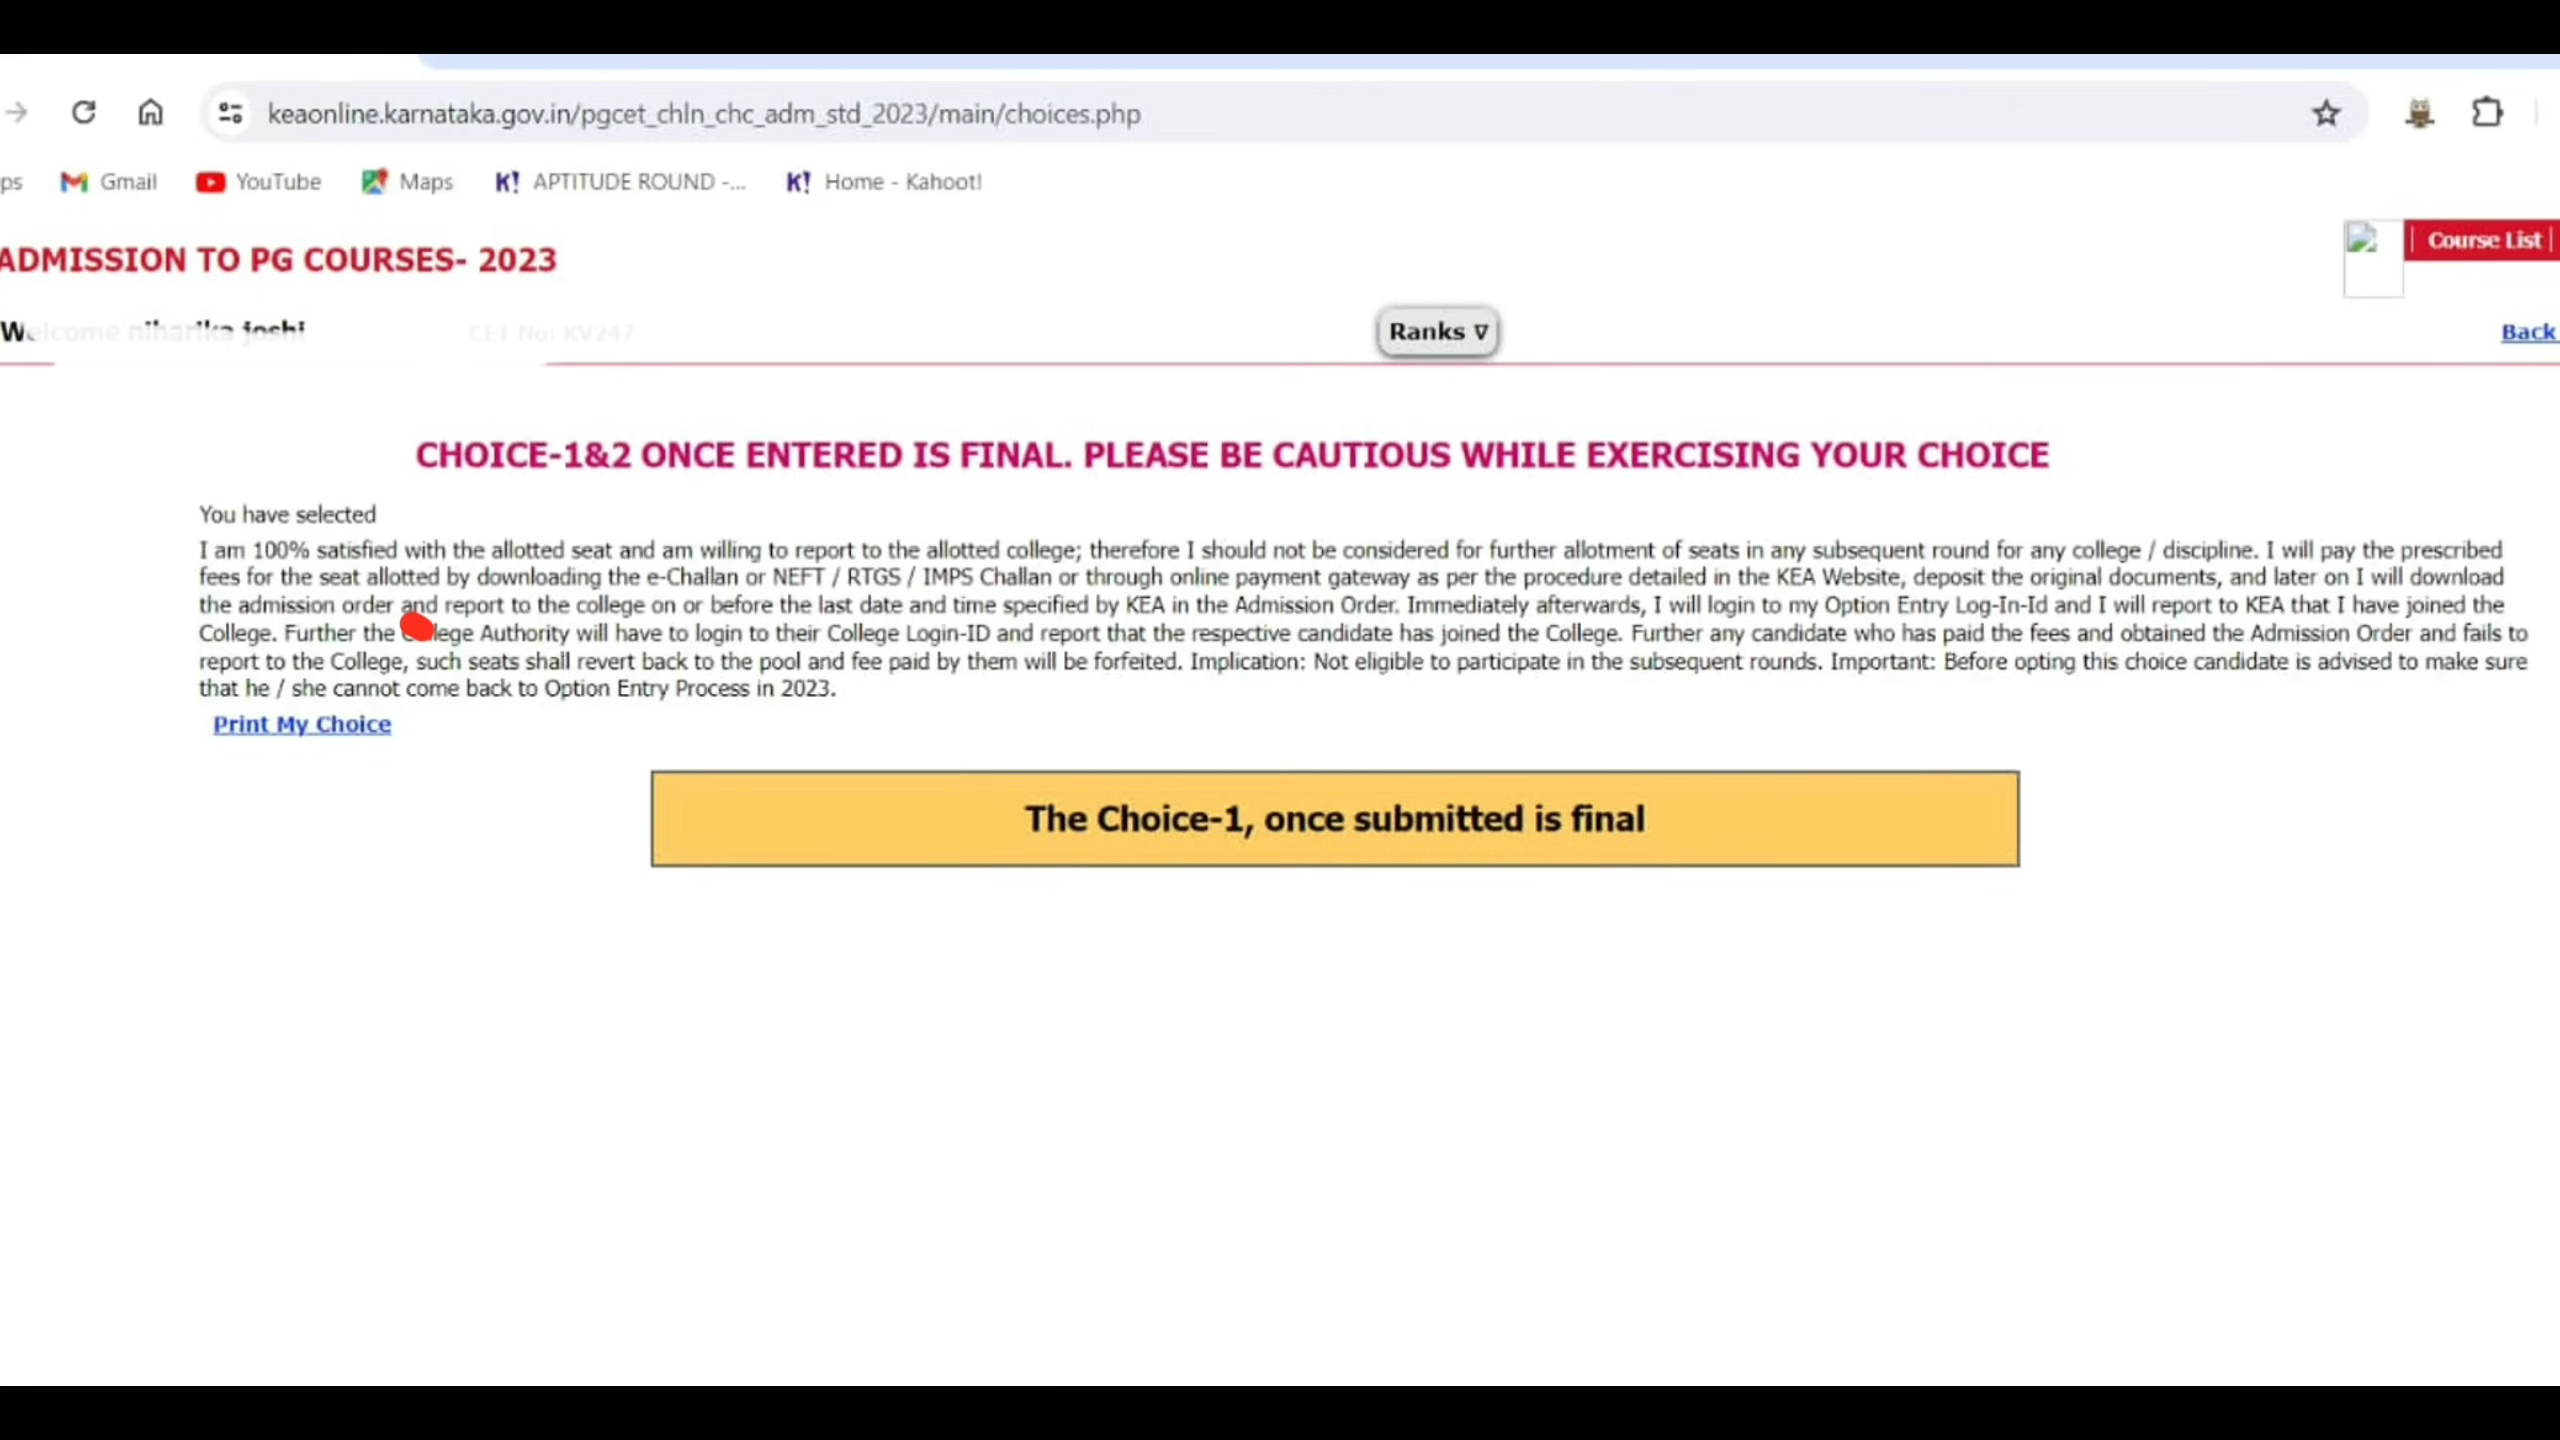 keaonline.karnataka.gov.in/pgcet_chln_chc_adm_std_2023/main/choices.php
ps Gmail YouTube Maps K! APTITUDE ROUND -... K! Home - Kahoot!
ADMISSION TO PG COURSES- 2023
| Course List |
Welcome niharika joshi CET No: KV247 Ranks ∇ Back
CHOICE-1&2 ONCE ENTERED IS FINAL. PLEASE BE CAUTIOUS WHILE EXERCISING YOUR CHOICE
You have selected
I am 100% satisfied with the allotted seat and am willing to report to the allotted college; therefore I should not be considered for further allotment of seats in any subsequent round for any college / discipline. I will pay the prescribed
fees for the seat allotted by downloading the e-Challan or NEFT / RTGS / IMPS Challan or through online payment gateway as per the procedure detailed in the KEA Website, deposit the original documents, and later on I will download
the admission order and report to the college on or before the last date and time specified by KEA in the Admission Order. Immediately afterwards, I will login to my Option Entry Log-In-Id and I will report to KEA that I have joined the
College. Further the College Authority will have to login to their College Login-ID and report that the respective candidate has joined the College. Further any candidate who has paid the fees and obtained the Admission Order and fails to
report to the College, such seats shall revert back to the pool and fee paid by them will be forfeited. Implication: Not eligible to participate in the subsequent rounds. Important: Before opting this choice candidate is advised to make sure
that he / she cannot come back to Option Entry Process in 2023.
Print My Choice
The Choice-1, once submitted is final